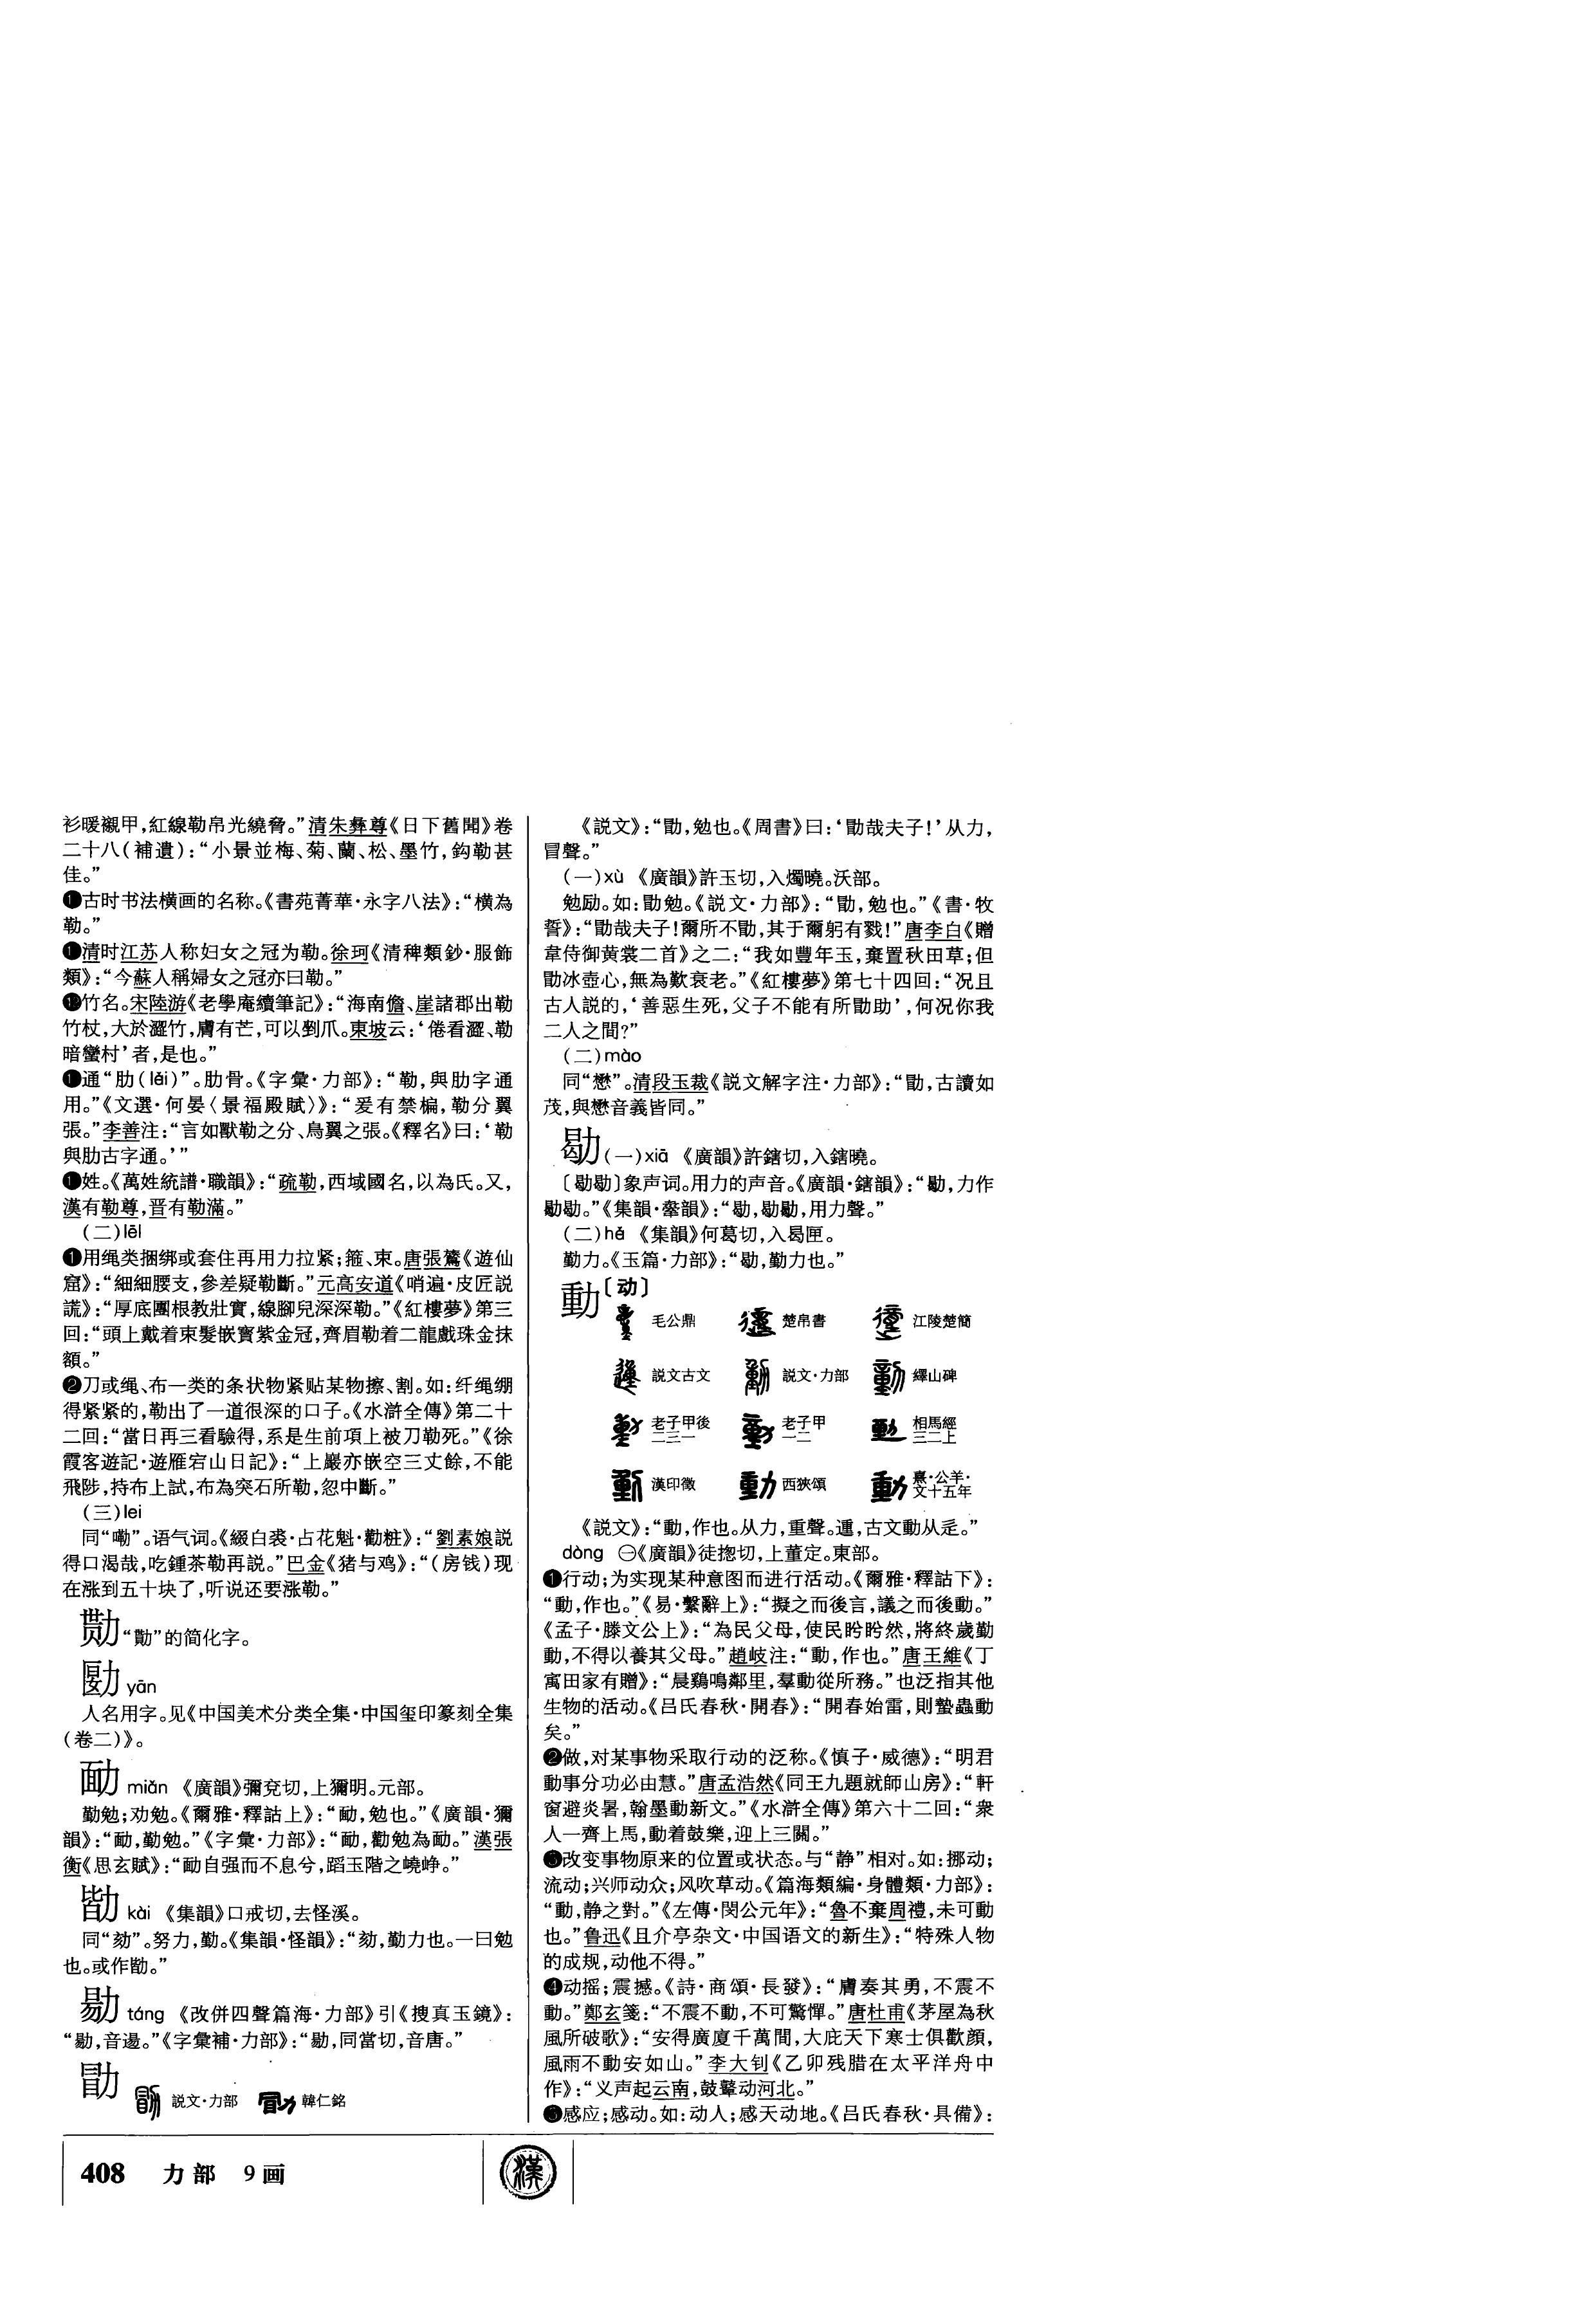 衫暖襯甲，紅線勒帛光繞脅。”清朱彝尊《日下舊聞》卷
二十八（補遺）：“小景並梅、菊、蘭、松、墨竹，鈎勒甚
佳。”
古时书法横画的名称。《書苑菁華·永字八法》：“橫為
勒。”
清时江苏人称妇女之冠为勒。徐珂《清稗類鈔·服飾
類》：“今蘇人稱婦女之冠亦曰勒。”
竹名。宋陸游《老學庵續筆記》：“海南儋、崖諸郡出勒
竹杖，大於澀竹，膚有芒，可以剉爪。東坡云：‘倦看澀、勒
暗蠻村’者，是也。”
通“肋（lèi）”。肋骨。《字彙·力部》：“勒，與肋字通
用。”《文選·何晏〈景福殿賦〉》：“爰有禁楄，勒分翼
張。”李善注：“言如獸勒之分、鳥翼之張。《釋名》曰：‘勒
與肋古字通。’”
姓。《萬姓統譜·職韻》：“疏勒，西域國名，以為氏。又，
漢有勒尊，晋有勒滿。”
（二）lēi
❶用绳类捆绑或套住再用力拉紧；箍、束。唐張鷟《遊仙
窟》：“細細腰支，參差疑勒斷。”元高安道《哨遍·皮匠説
謊》：“厚底團根教壯實，線腳兒深深勒。”《紅樓夢》第三
回：“頭上戴着束髮嵌寶紫金冠，齊眉勒着二龍戲珠金抹
額。”
❷刀或绳、布一类的条状物紧贴某物擦、割。如：纤绳绷
得紧紧的，勒出了一道很深的口子。《水滸全傳》第二十
二回：“當日再三看驗得，系是生前項上被刀勒死。”《徐
霞客遊記·遊雁宕山日記》：“上巖亦嵌空三丈餘，不能
飛陟，持布上試，布為突石所勒，忽中斷。”
（三）lei
同“嘞”。语气词。《綴白裘·占花魁·勸粧》：“劉素娘説
得口渴哉，吃鍾茶勒再説。”巴金《猪与鸡》：“（房钱）现
在涨到五十块了，听说还要涨勒。”
勚 “勩”的简化字。
yān
人名用字。见《中国美术分类全集·中国玺印篆刻全集
（卷二）》。
勔 miǎn 《廣韻》彌兗切，上獮明。元部。
勤勉；劝勉。《爾雅·釋詁上》：“勔，勉也。”《廣韻·獮
韻》：“勔，勤勉。”《字彙·力部》：“勔，勸勉為勔。”漢張
衡《思玄賦》：“勔自强而不息兮，蹈玉階之嶢崢。”
勓 kài 《集韻》口戒切，去怪溪。
同“劾”。努力，勤。《集韻·怪韻》：“劾，勤力也。一曰勉
也。或作勓。”
táng 《改併四聲篇海·力部》引《搜真玉鏡》：
“勜，音逷。”《字彙補·力部》：“勜，同當切，音唐。”
勖 説文·力部 韓仁銘
《説文》：“勖，勉也。《周書》曰：‘勖哉夫子！’从力，
冒聲。”
（一）xù 《廣韻》許玉切，入燭曉。沃部。
勉励。如：勖勉。《説文·力部》：“勖，勉也。”《書·牧
誓》：“勖哉夫子！爾所不勖，其于爾躬有戮！”唐李白《贈
韋侍御黄裳二首》之二：“我如豐年玉，棄置秋田草；但
勖冰壺心，無為歎衰老。”《紅樓夢》第七十四回：“况且
古人説的，‘善惡生死，父子不能有所勖助’，何况你我
二人之間？”
（二）mào
同“懋”。清段玉裁《説文解字注·力部》：“勖，古讀如
茂，與懋音義皆同。”
勂 （一）xiā 《廣韻》許鎋切，入鎋曉。
〔勂勂〕象声词。用力的声音。《廣韻·鎋韻》：“勂，力作
勂勂。”《集韻·舝韻》：“勂，勂勂，用力聲。”
（二）hé 《集韻》何葛切，入曷匣。
勤力。《玉篇·力部》：“勂，勤力也。”
動〔动〕
毛公鼎 楚帛書 江陵楚簡
説文古文 説文·力部 繹山碑
老子甲後二三一 老子甲一二 相馬經三二上
漢印徵 西狹頌 熹·公羊·文十五年
《説文》：“動，作也。从力，重聲。𨔝，古文動从辵。”
dòng ㊀《廣韻》徒揔切，上董定。東部。
❶行动；为实现某种意图而进行活动。《爾雅·釋詁下》：
“動，作也。”《易·繫辭上》：“擬之而後言，議之而後動。”
《孟子·滕文公上》：“為民父母，使民盻盻然，將終歲勤
動，不得以養其父母。”趙岐注：“動，作也。”唐王維《丁
㝢田家有贈》：“晨鷄鳴鄰里，羣動從所務。”也泛指其他
生物的活动。《吕氏春秋·開春》：“開春始雷，則蟄蟲動
矣。”
❷做，对某事物采取行动的泛称。《慎子·威德》：“明君
動事分功必由慧。”唐孟浩然《同王九題就師山房》：“軒
窗避炎暑，翰墨動新文。”《水滸全傳》第六十二回：“衆
人一齊上馬，動着鼓樂，迎上三關。”
❸改变事物原来的位置或状态。与“静”相对。如：挪动；
流动；兴师动众；风吹草动。《篇海類編·身體類·力部》：
“動，静之對。”《左傳·閔公元年》：“魯不棄周禮，未可動
也。”鲁迅《且介亭杂文·中国语文的新生》：“特殊人物
的成规，动他不得。”
❹动摇；震撼。《詩·商頌·長發》：“敷奏其勇，不震不
動。”鄭玄箋：“不震不動，不可驚憚。”唐杜甫《茅屋為秋
風所破歌》：“安得廣廈千萬間，大庇天下寒士俱歡顔，
風雨不動安如山。”李大钊《乙卯残腊在太平洋舟中
作》：“义声起云南，鼓鼙动河北。”
❺感应；感动。如：动人；感天动地。《吕氏春秋·具備》：
408 力部 9画
漢